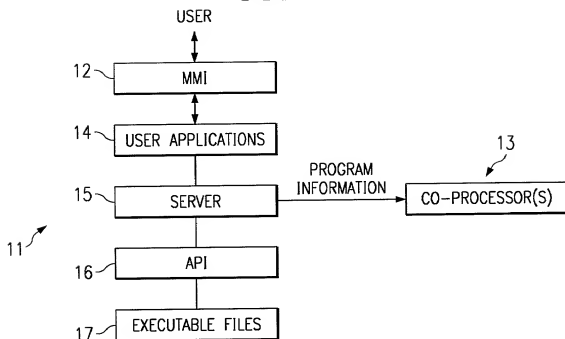 USER
12
MMI
14
USER APPLICATIONS
13
PROGRAM
INFORMATION
15
SERVER
CO-PROCESSOR(S)
11
16
API
17
EXECUTABLE FILES